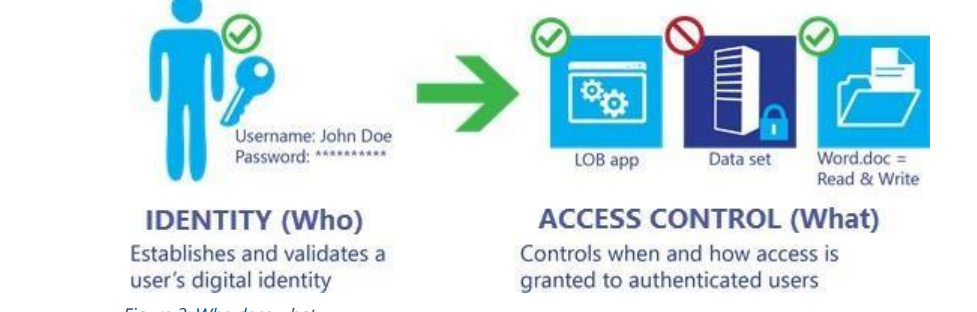 Username: John Doe
Password: **********
LOB app
Data set
Word.doc =
Read & Write
IDENTITY (Who)
Establishes and validates a
user's digital identity
ACCESS CONTROL (What)
Controls when and how access is
granted to authenticated users